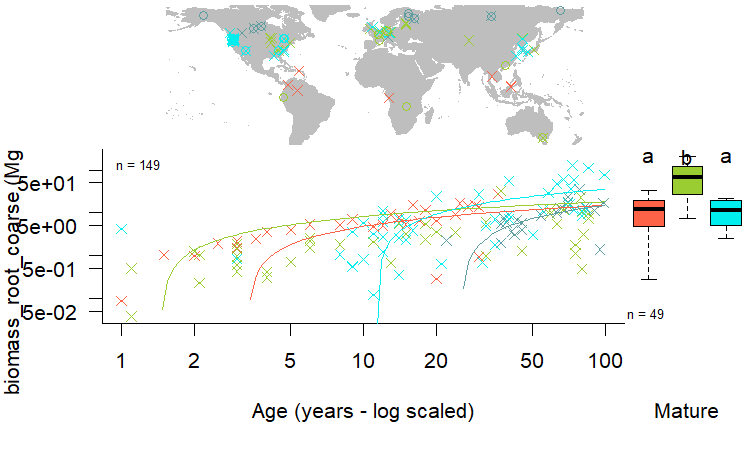 n = 149
a
b
a
biomass_root_coarse (Mg
5e+01
5e+00
5e-01
5e-02
n = 49
1
2
5
10
20
50
100
Age (years - log scaled)
Mature